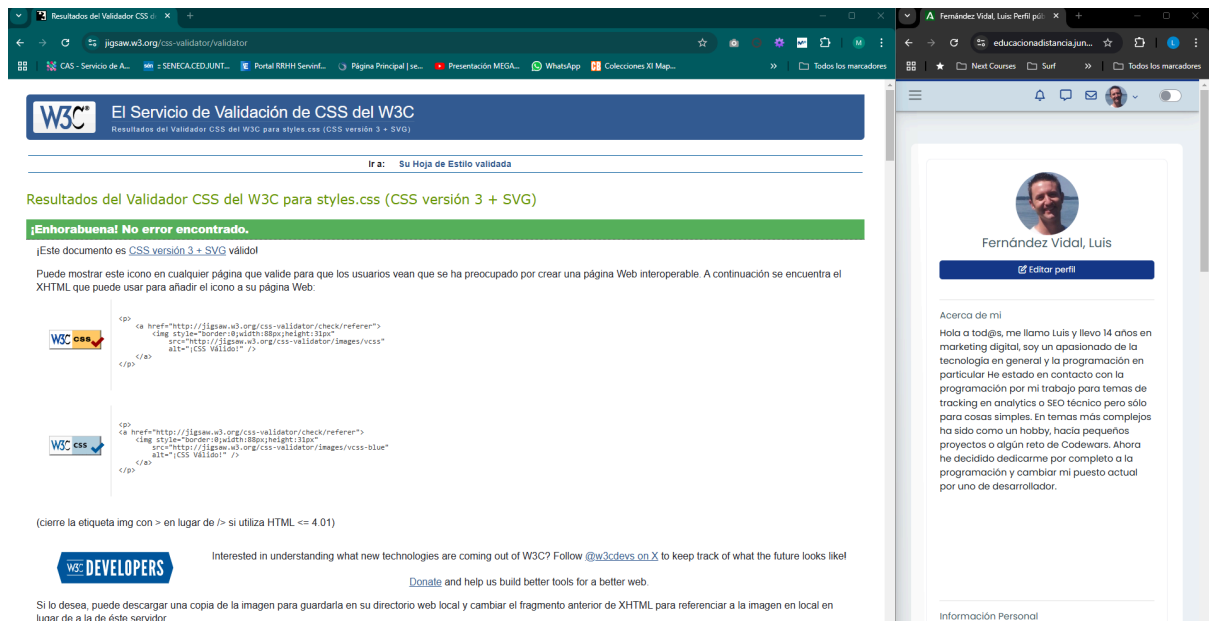 Resultados del Validador CSS d
jigsaw.w3.org/css-validator/validator
M
CAS - Servicio de A...
:: SENECA.CED.JUNT...
Portal RRHH Servinf...
Página Principal | se...
Presentación MEGA...
WhatsApp
Colecciones XI Map...
»
Todos los marcadores
W3C
El Servicio de Validación de CSS del W3C
Resultados del Validador CSS del W3C para styles.css (CSS versión 3 + SVG)
Ir a: Su Hoja de Estilo validada
Resultados del Validador CSS del W3C para styles.css (CSS versión 3 + SVG)
¡Enhorabuena! No error encontrado.
¡Este documento es CSS versión 3 + SVG válido!
Puede mostrar este icono en cualquier página que valide para que los usuarios vean que se ha preocupado por crear una página Web interoperable. A continuación se encuentra el
XHTML que puede usar para añadir el icono a su página Web:
W3C css
<p>
<a href="http://jigsaw.w3.org/css-validator/check/referer">
<img style="border:0;width:88px;height:31px"
src="http://jigsaw.w3.org/css-validator/images/vcss"
alt="¡CSS Válido!" />
</a>
</p>
W3C css
<p>
<a href="http://jigsaw.w3.org/css-validator/check/referer">
<img style="border:0;width:88px;height:31px"
src="http://jigsaw.w3.org/css-validator/images/vcss-blue"
alt="¡CSS Válido!" />
</a>
</p>
(cierre la etiqueta img con > en lugar de /> si utiliza HTML <= 4.01)
W3C DEVELOPERS
Interested in understanding what new technologies are coming out of W3C? Follow @w3cdevs on X to keep track of what the future looks like!
Donate and help us build better tools for a better web.
Si lo desea, puede descargar una copia de la imagen para guardarla en su directorio web local y cambiar el fragmento anterior de XHTML para referenciar a la imagen en local en
lugar de a la de éste servidor.
Fernández Vidal, Luis: Perfil púb
educacionadistancia.jun...
L
Next Courses
Surf
»
Todos los marcadores
Fernández Vidal, Luis
Editar perfil
Acerca de mi
Hola a tod@s, me llamo Luis y llevo 14 años en
marketing digital, soy un apasionado de la
tecnología en general y la programación en
particular He estado en contacto con la
programación por mi trabajo para temas de
tracking en analytics o SEO técnico pero sólo
para cosas simples. En temas más complejos
ha sido como un hobby, hacía pequeños
proyectos o algún reto de Codewars. Ahora
he decidido dedicarme por completo a la
programación y cambiar mi puesto actual
por uno de desarrollador.
Información Personal